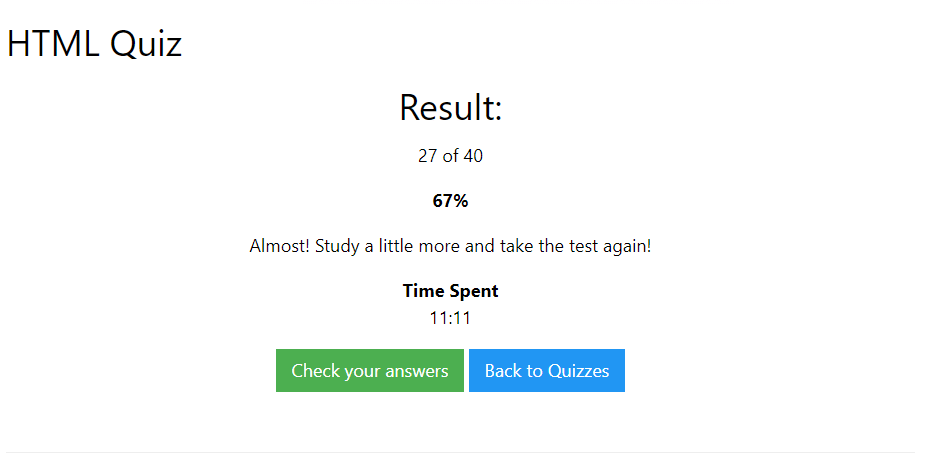 HTML Quiz
Result:
27 of 40
67%
Almost! Study a little more and take the test again!
Time Spent
11:11
Check your answers Back to Quizzes